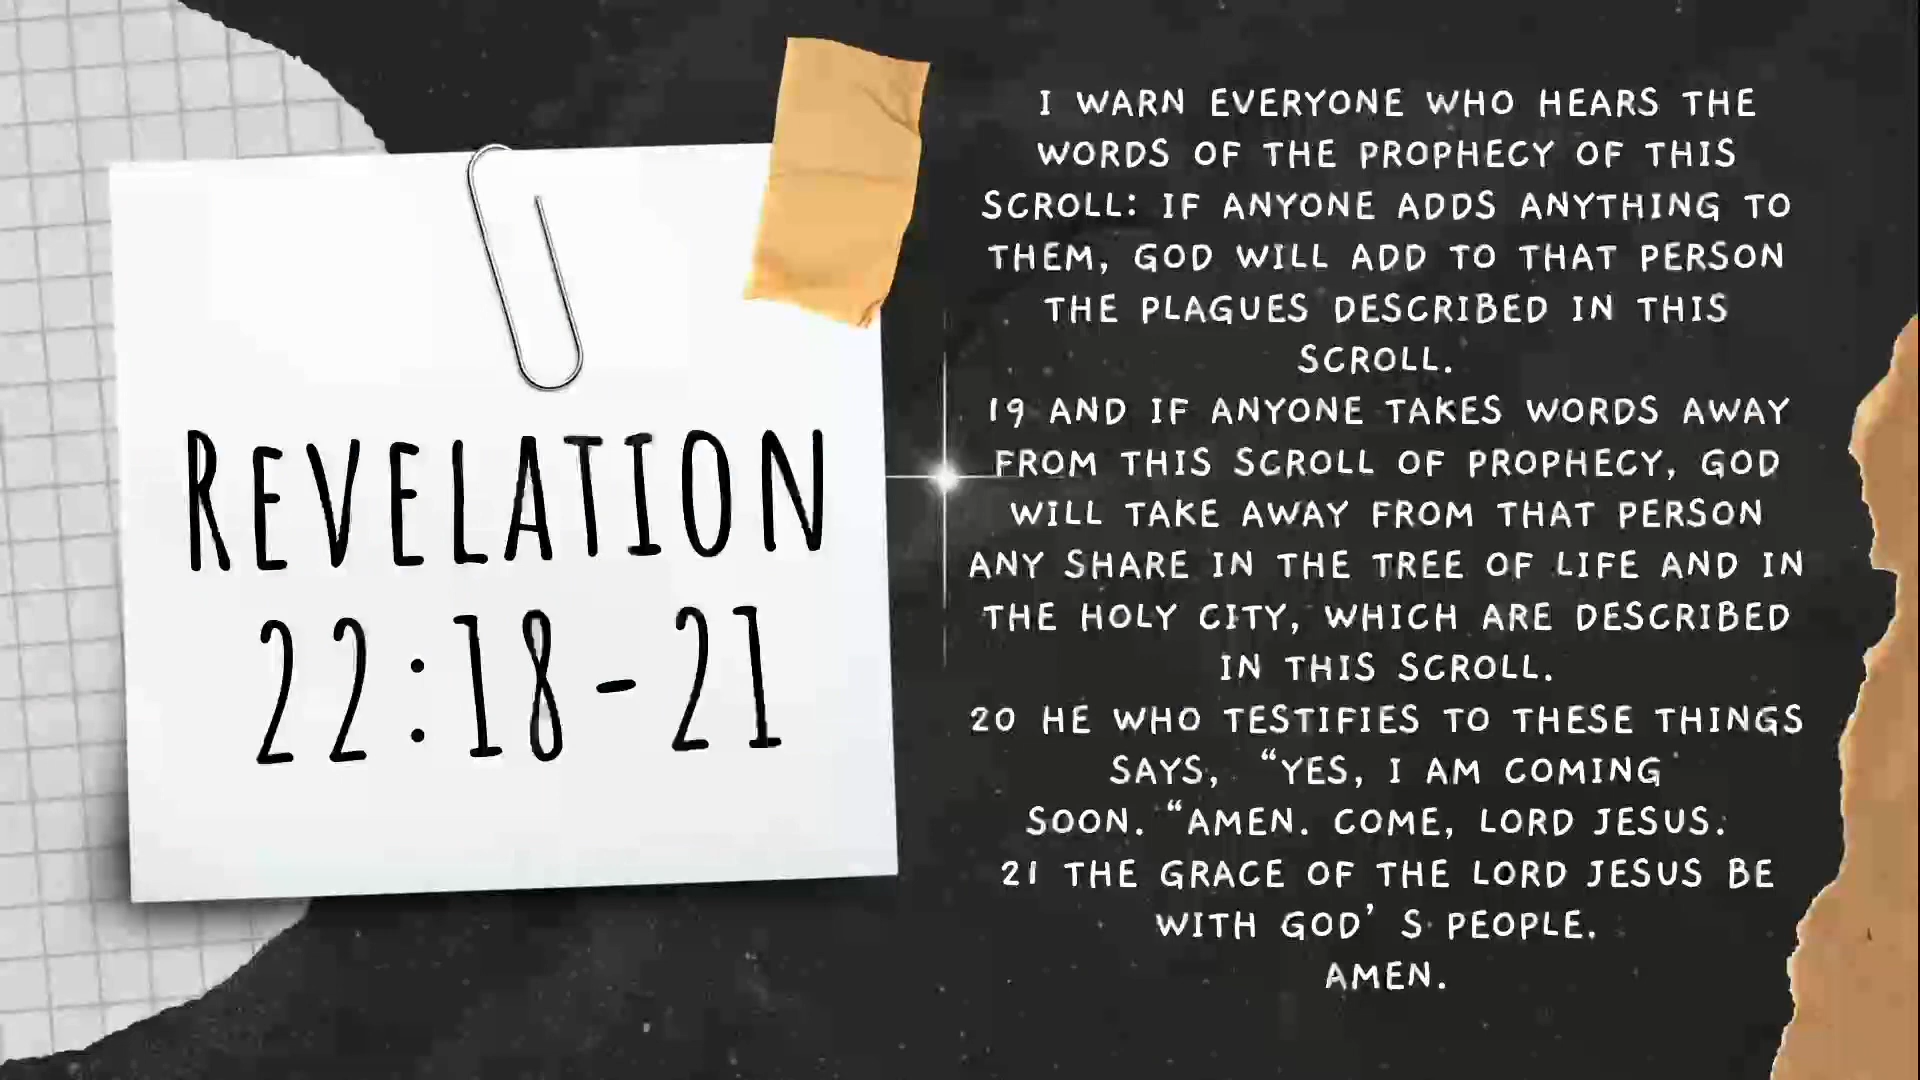 REVELATION
22:18-21
I WARN EVERYONE WHO HEARS THE
WORDS OF THE PROPHECY OF THIS
SCROLL: IF ANYONE ADDS ANYTHING TO
THEM, GOD WILL ADD TO THAT PERSON
THE PLAGUES DESCRIBED IN THIS
SCROLL.
19 AND IF ANYONE TAKES WORDS AWAY
FROM THIS SCROLL OF PROPHECY, GOD
WILL TAKE AWAY FROM THAT PERSON
ANY SHARE IN THE TREE OF LIFE AND IN
THE HOLY CITY, WHICH ARE DESCRIBED
IN THIS SCROLL.
20 HE WHO TESTIFIES TO THESE THINGS
SAYS, “YES, I AM COMING
SOON. “AMEN. COME, LORD JESUS.
21 THE GRACE OF THE LORD JESUS BE
WITH GOD’ S PEOPLE.
AMEN.